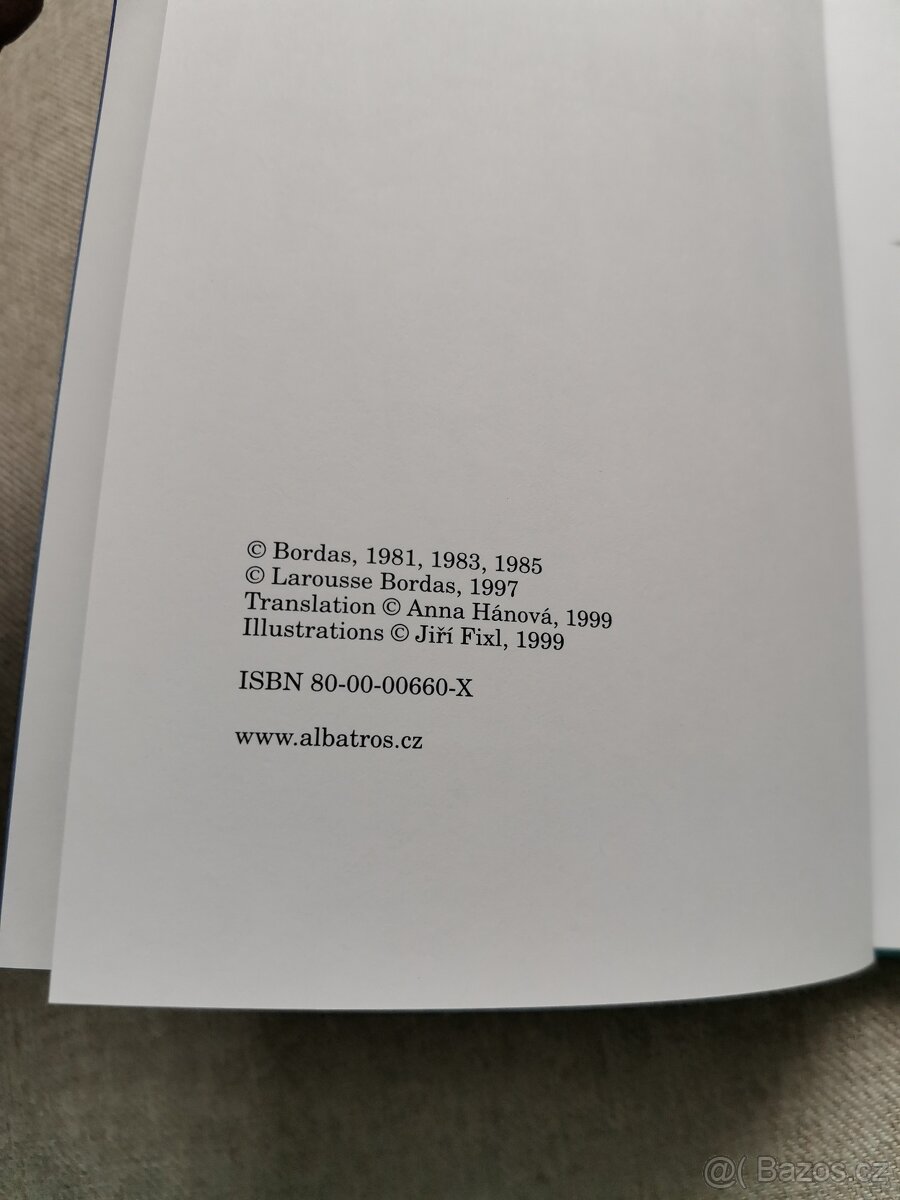 © Bordas, 1981, 1983, 1985
© Larousse Bordas, 1997
Translation © Anna Hánová, 1999
Illustrations © Jiří Fixl, 1999
ISBN 80-00-00660-X
www.albatros.cz
@( Bazos.cz